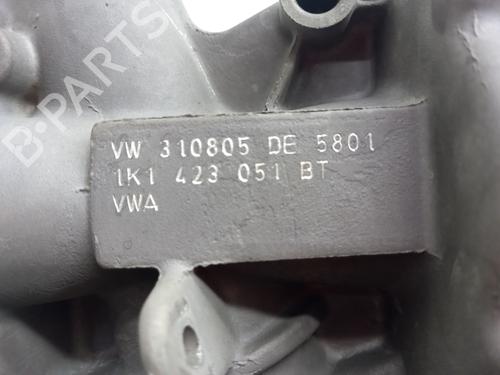 B-PARTS
VW 310805 DE 5801
1K1 423 051 BT
VWA